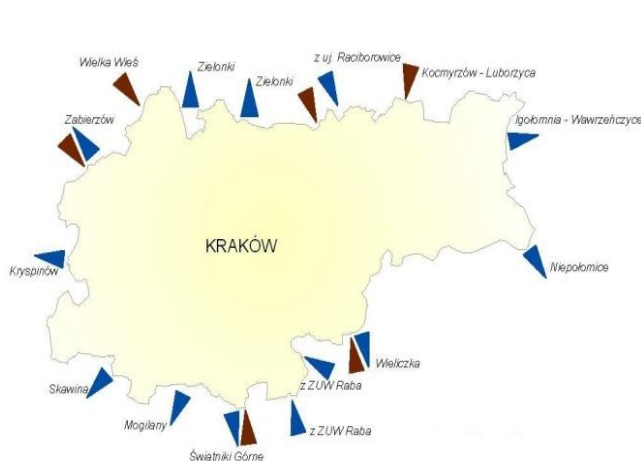 z uj. Raciborowice
Wielka Wieś
Zielonki
Zielonki
Kocmyrzów - Luborzyca
Zabierzów
Igołomnia - Wawrzeńczyce
KRAKÓW
Kryspinów
Niepołomice
Wieliczka
Skawina
z ZUW Raba
Mogilany
z ZUW Raba
Świątniki Górne